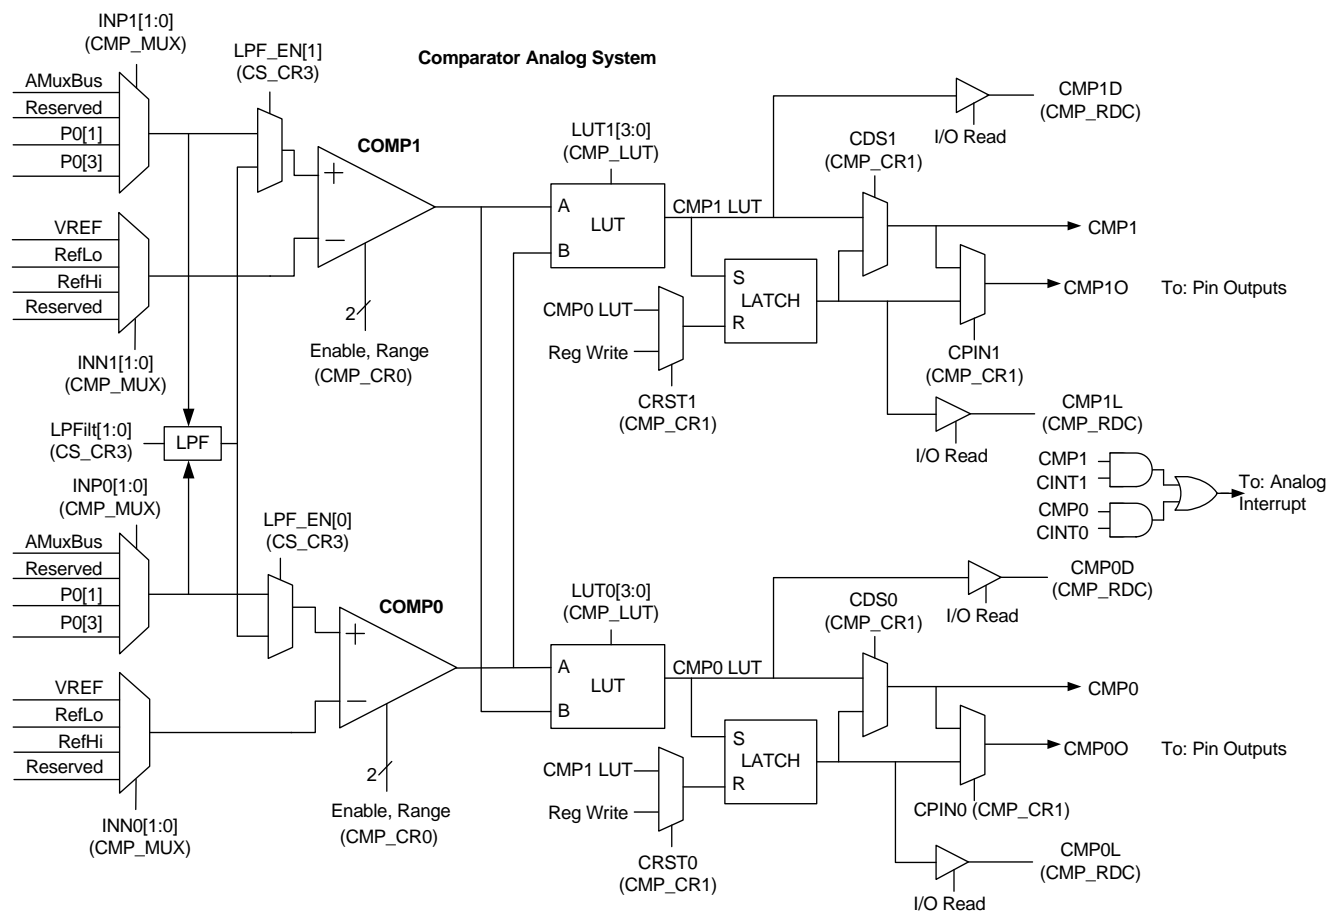 INP1[1:0]
(CMP_MUX)
LPF_EN[1]
(CS_CR3)
Comparator Analog System
AMuxBus
Reserved
P0[1]
P0[3]
COMP1
LUT1[3:0]
(CMP_LUT)
CDS1
(CMP_CR1)
I/O Read
CMP1D
(CMP_RDC)
VREF
RefLo
RefHi
Reserved
A
B
LUT
CMP1 LUT
CMP1
CMP1O
To: Pin Outputs
S
LATCH
R
CMP0 LUT
Reg Write
CRST1
(CMP_CR1)
CPIN1
(CMP_CR1)
2
Enable, Range
(CMP_CR0)
INN1[1:0]
(CMP_MUX)
CMP1L
(CMP_RDC)
I/O Read
LPFilt[1:0]
(CS_CR3)
LPF
CMP1
CINT1
CMP0
CINT0
To: Analog
Interrupt
INP0[1:0]
(CMP_MUX)
LPF_EN[0]
(CS_CR3)
AMuxBus
Reserved
P0[1]
P0[3]
COMP0
LUT0[3:0]
(CMP_LUT)
CDS0
(CMP_CR1)
I/O Read
CMP0D
(CMP_RDC)
VREF
RefLo
RefHi
Reserved
A
B
LUT
CMP0 LUT
CMP0
CMP0O
To: Pin Outputs
S
LATCH
R
CMP1 LUT
Reg Write
CRST0
(CMP_CR1)
CPIN0 (CMP_CR1)
2
Enable, Range
(CMP_CR0)
INN0[1:0]
(CMP_MUX)
CMP0L
(CMP_RDC)
I/O Read